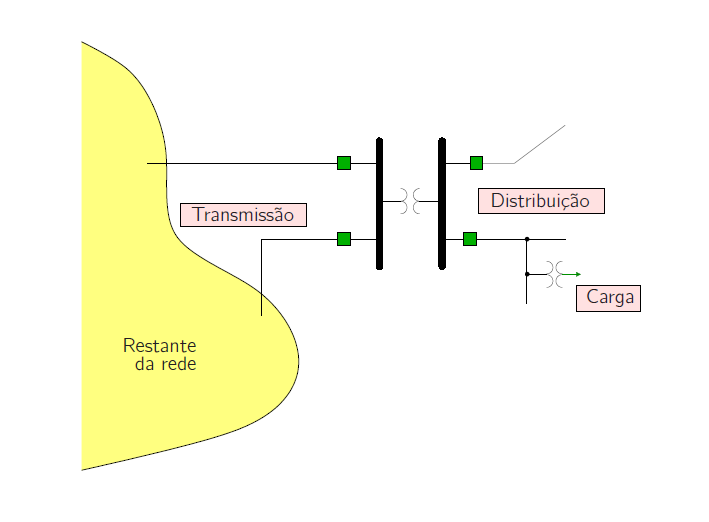 Transmissão
Distribuição
Carga
Restante
da rede